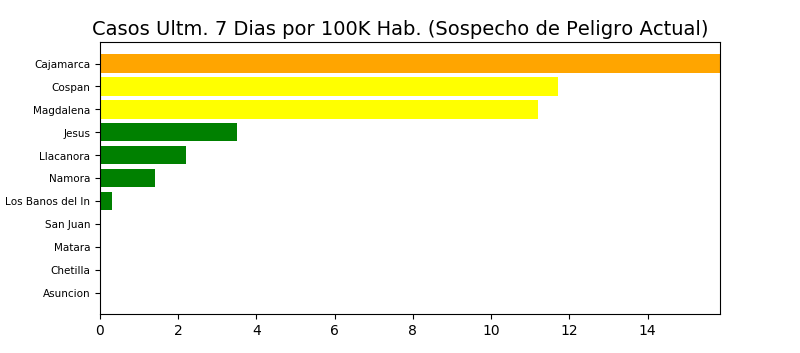 Casos Ultm. 7 Dias por 100K Hab. (Sospecho de Peligro Actual)
Cajamarca
Cospan
Magdalena
Jesus
Llacanora
Namora
Los Banos del In
San Juan
Matara
Chetilla
Asuncion
0 2 4 6 8 10 12 14